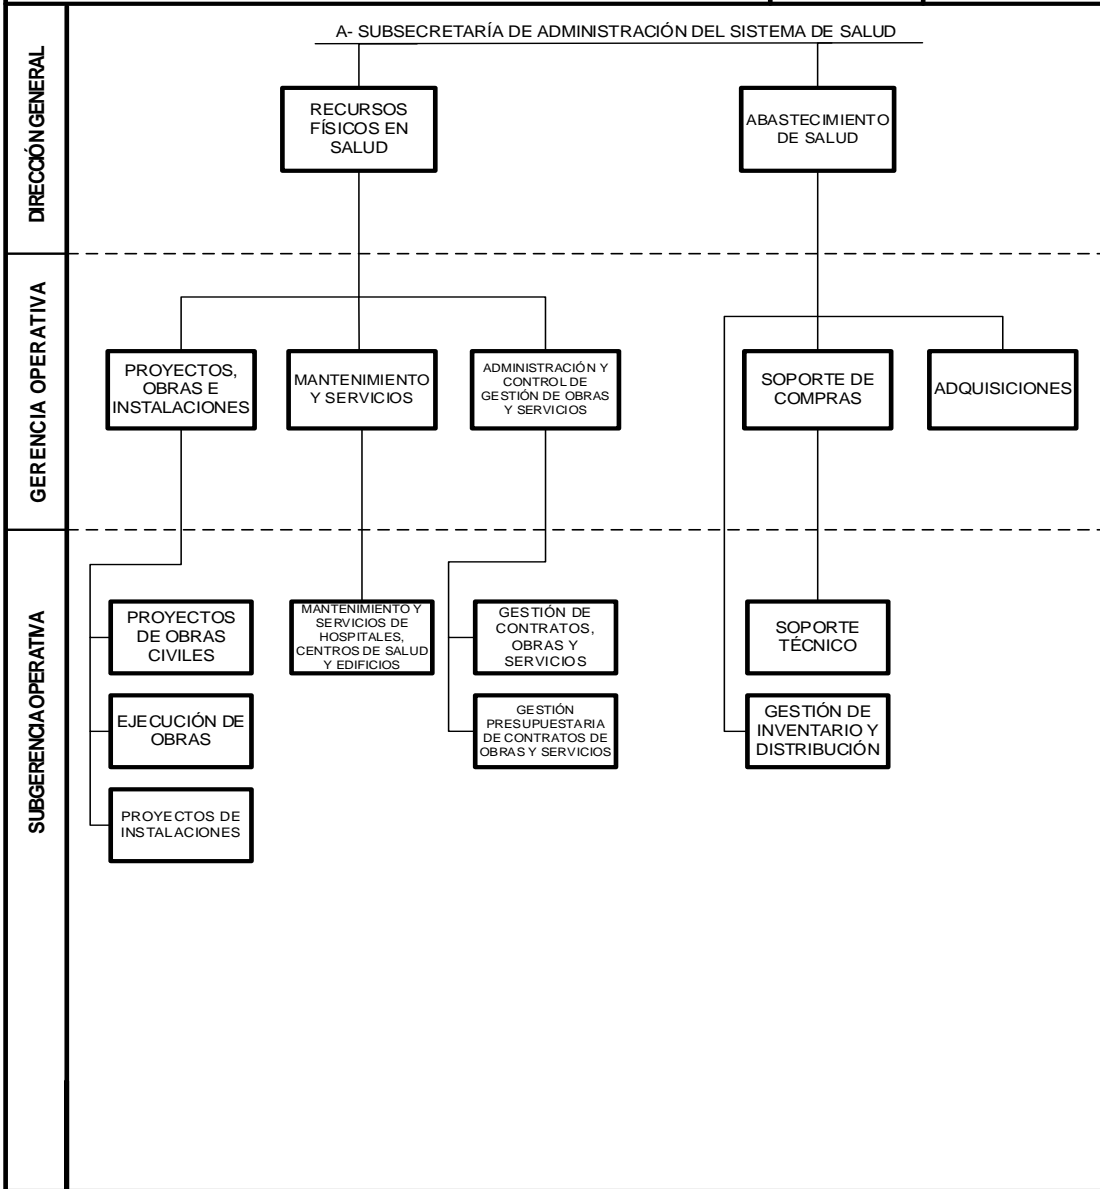 A- SUBSECRETARÍA DE ADMINISTRACIÓN DEL SISTEMA DE SALUD
DIRECCIÓN GENERAL
RECURSOS
FÍSICOS EN
SALUD
ABASTECIMIENTO
DE SALUD
GERENCIA OPERATIVA
PROYECTOS,
OBRAS E
INSTALACIONES
MANTENIMIENTO
Y SERVICIOS
ADMINISTRACIÓN Y
CONTROL DE
GESTIÓN DE OBRAS
Y SERVICIOS
SOPORTE DE
COMPRAS
ADQUISICIONES
SUBGERENCIA OPERATIVA
PROYECTOS
DE OBRAS
CIVILES
MANTENIMIENTO Y
SERVICIOS DE
HOSPITALES,
CENTROS DE SALUD
Y EDIFICIOS
GESTIÓN DE
CONTRATOS,
OBRAS Y
SERVICIOS
SOPORTE
TÉCNICO
EJECUCIÓN DE
OBRAS
GESTIÓN
PRESUPUESTARIA
DE CONTRATOS DE
OBRAS Y SERVICIOS
GESTIÓN DE
INVENTARIO Y
DISTRIBUCIÓN
PROYECTOS DE
INSTALACIONES